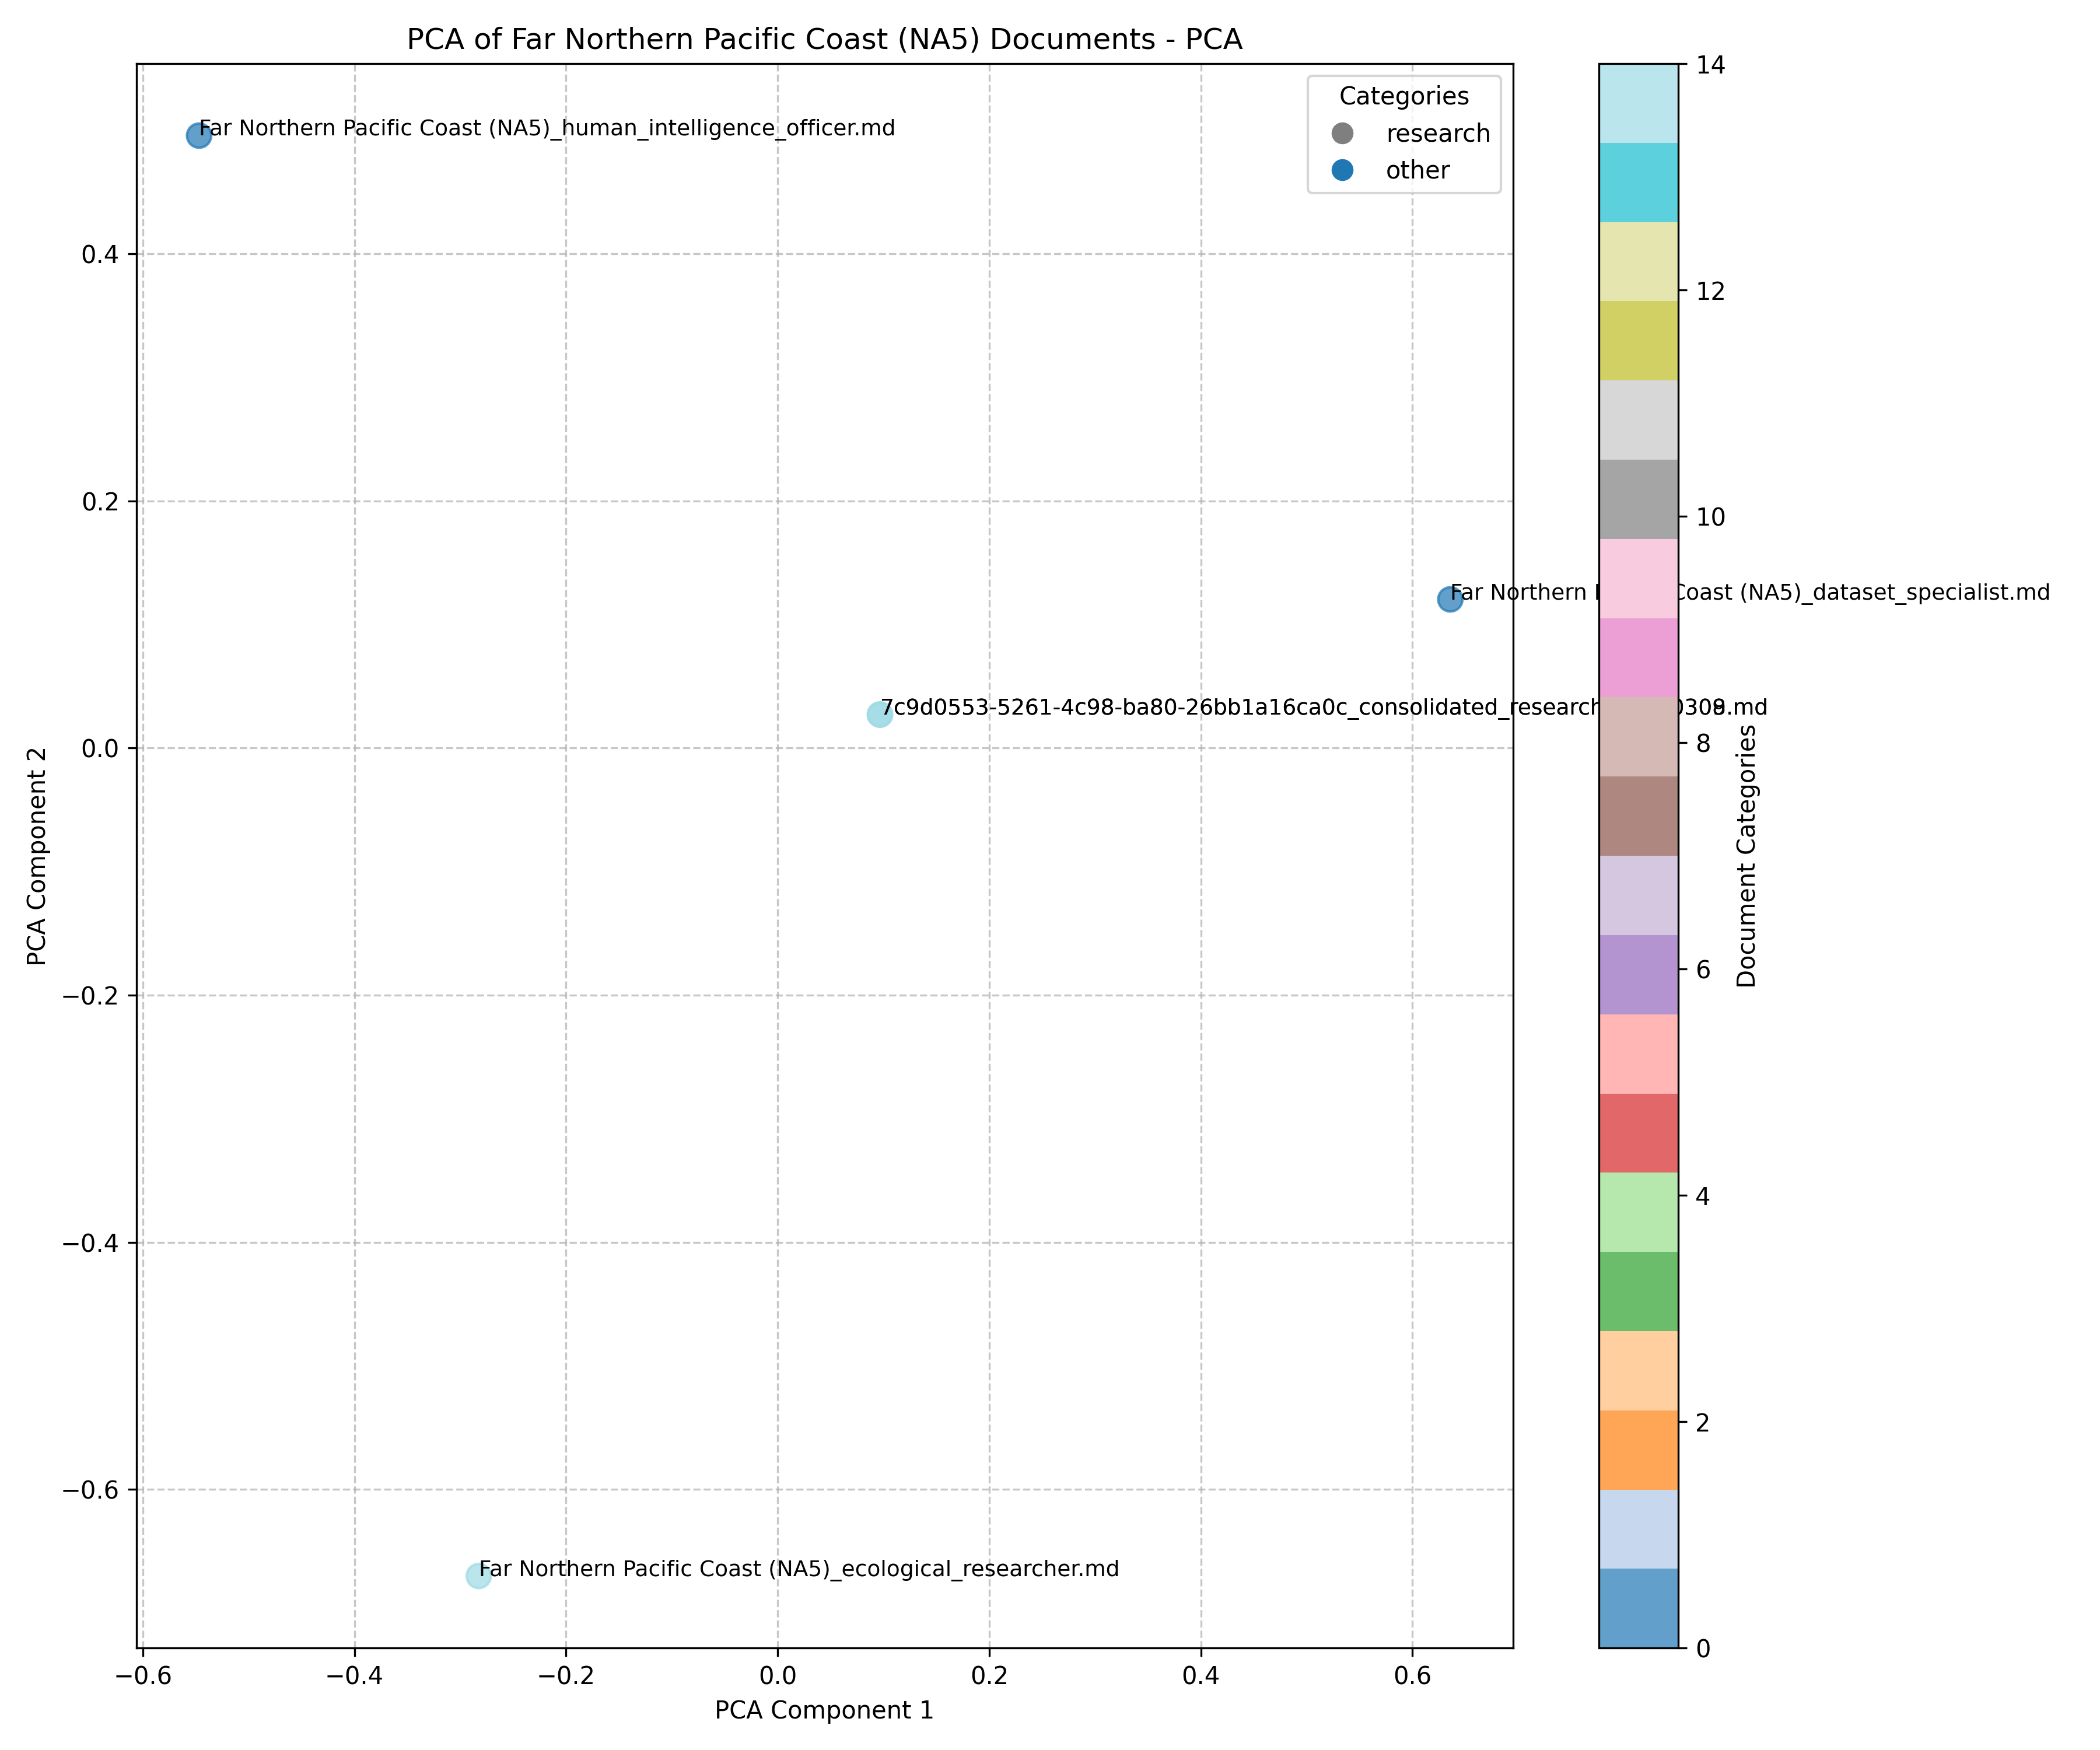 PCA of Far Northern Pacific Coast (NA5) Documents - PCA
Categories
research
other
Far Northern Pacific Coast (NA5)_human_intelligence_officer.md
Far Northern Coast (NA5)_dataset_specialist.md
7c9d0553-5261-4c98-ba80-26bb1a16ca0c_consolidated_research .md
Far Northern Pacific Coast (NA5)_ecological_researcher.md
0.4
0.2
0.0
−0.2
−0.4
−0.6
PCA Component 2
−0.6
−0.4
−0.2
0.0
0.2
0.4
0.6
PCA Component 1
14
12
10
8
6
4
2
0
Document Categories